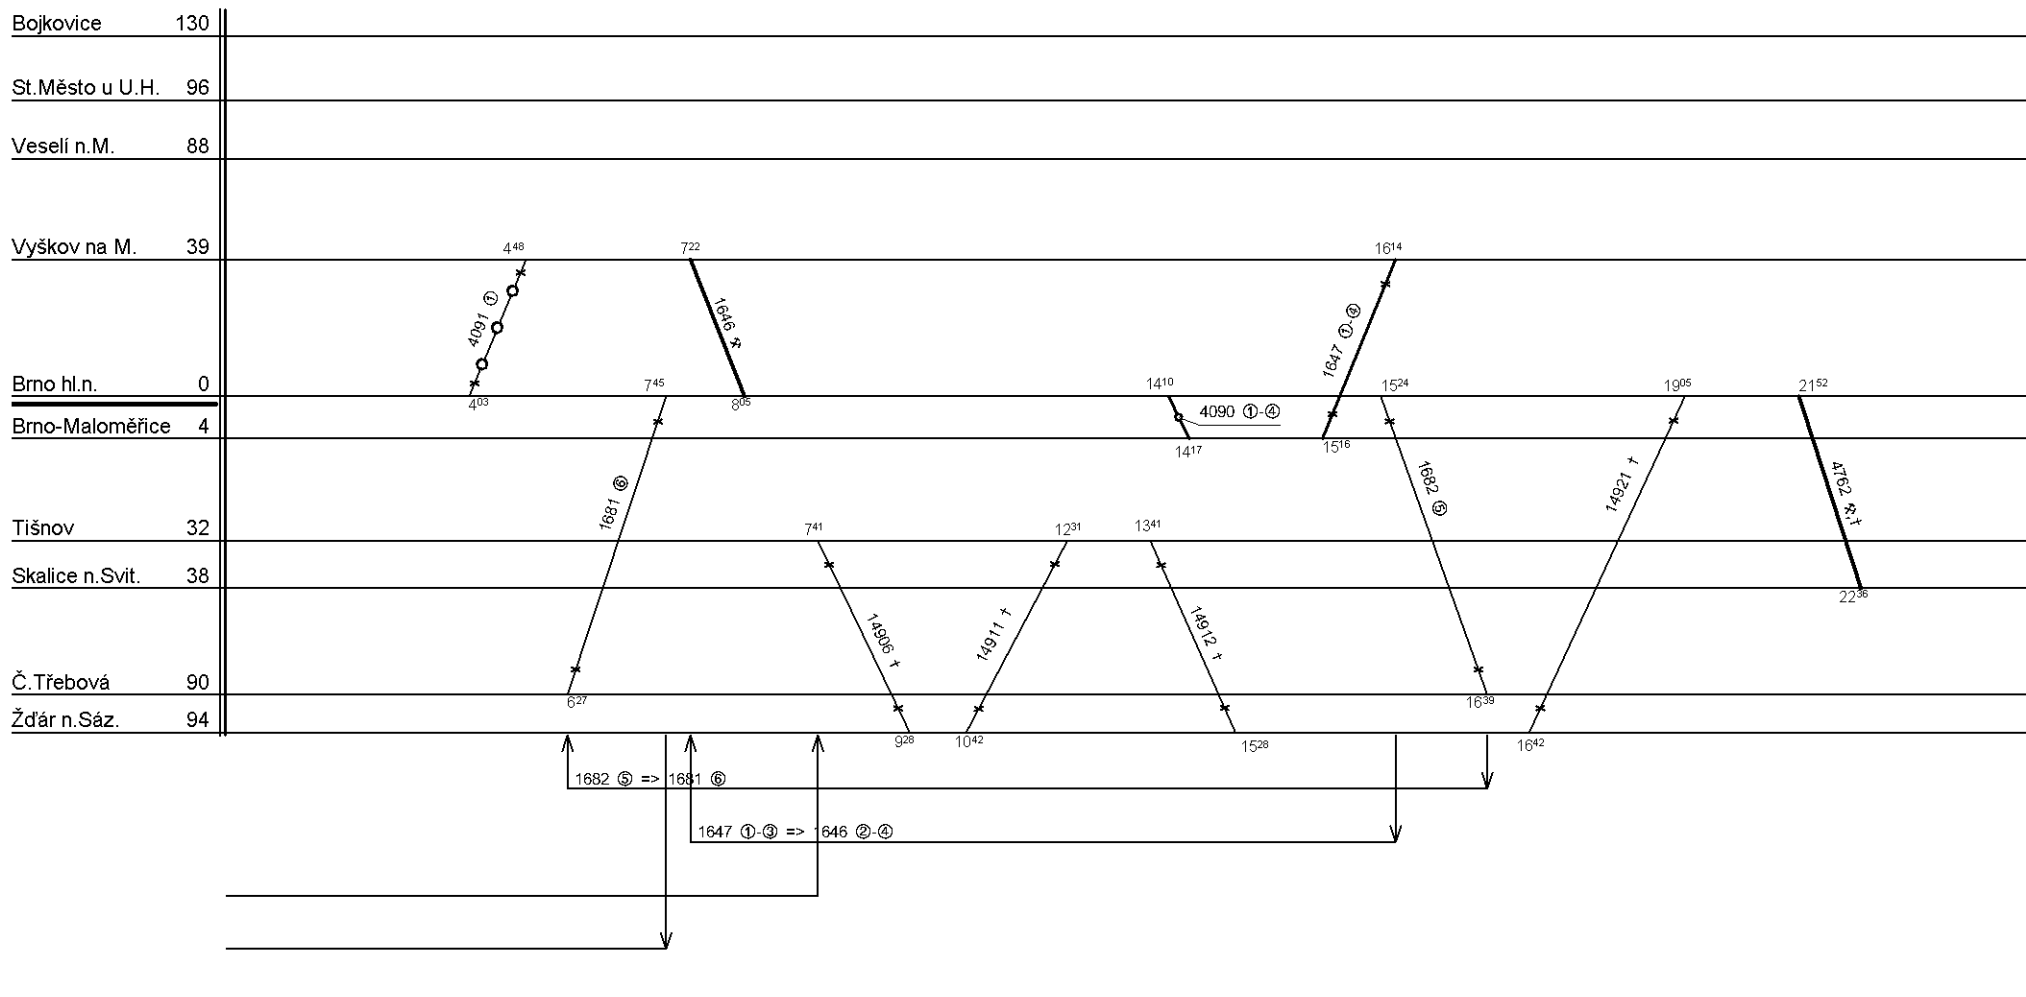 Bojkovice 130
St.Město u U.H. 96
Veselí n.M. 88
Vyškov na M. 39
4⁴⁸ 7²² 16¹⁴
4091 ①
1646 ⚒
1647 ①-④
Brno hl.n. 0
7⁴⁵ 14¹⁰ 15²⁴ 19⁰⁵ 21⁵²
4⁰³ 8⁰⁵
4090 ①-④
Brno-Maloměřice 4
14¹⁷ 15¹⁶
1681 ⑥
1682 ⑤
14921 †
4762 ⚒,†
Tišnov 32
7⁴¹ 12³¹ 13⁴¹
Skalice n.Svit. 38
22³⁶
14906 †
14911 †
14912 †
Č.Třebová 90
6²⁷ 16³⁹
Žďár n.Sáz. 94
9²⁸ 10⁴² 15²⁸ 16⁴²
1682 ⑤ => 1681 ⑥
1647 ①-③ => 1646 ②-④